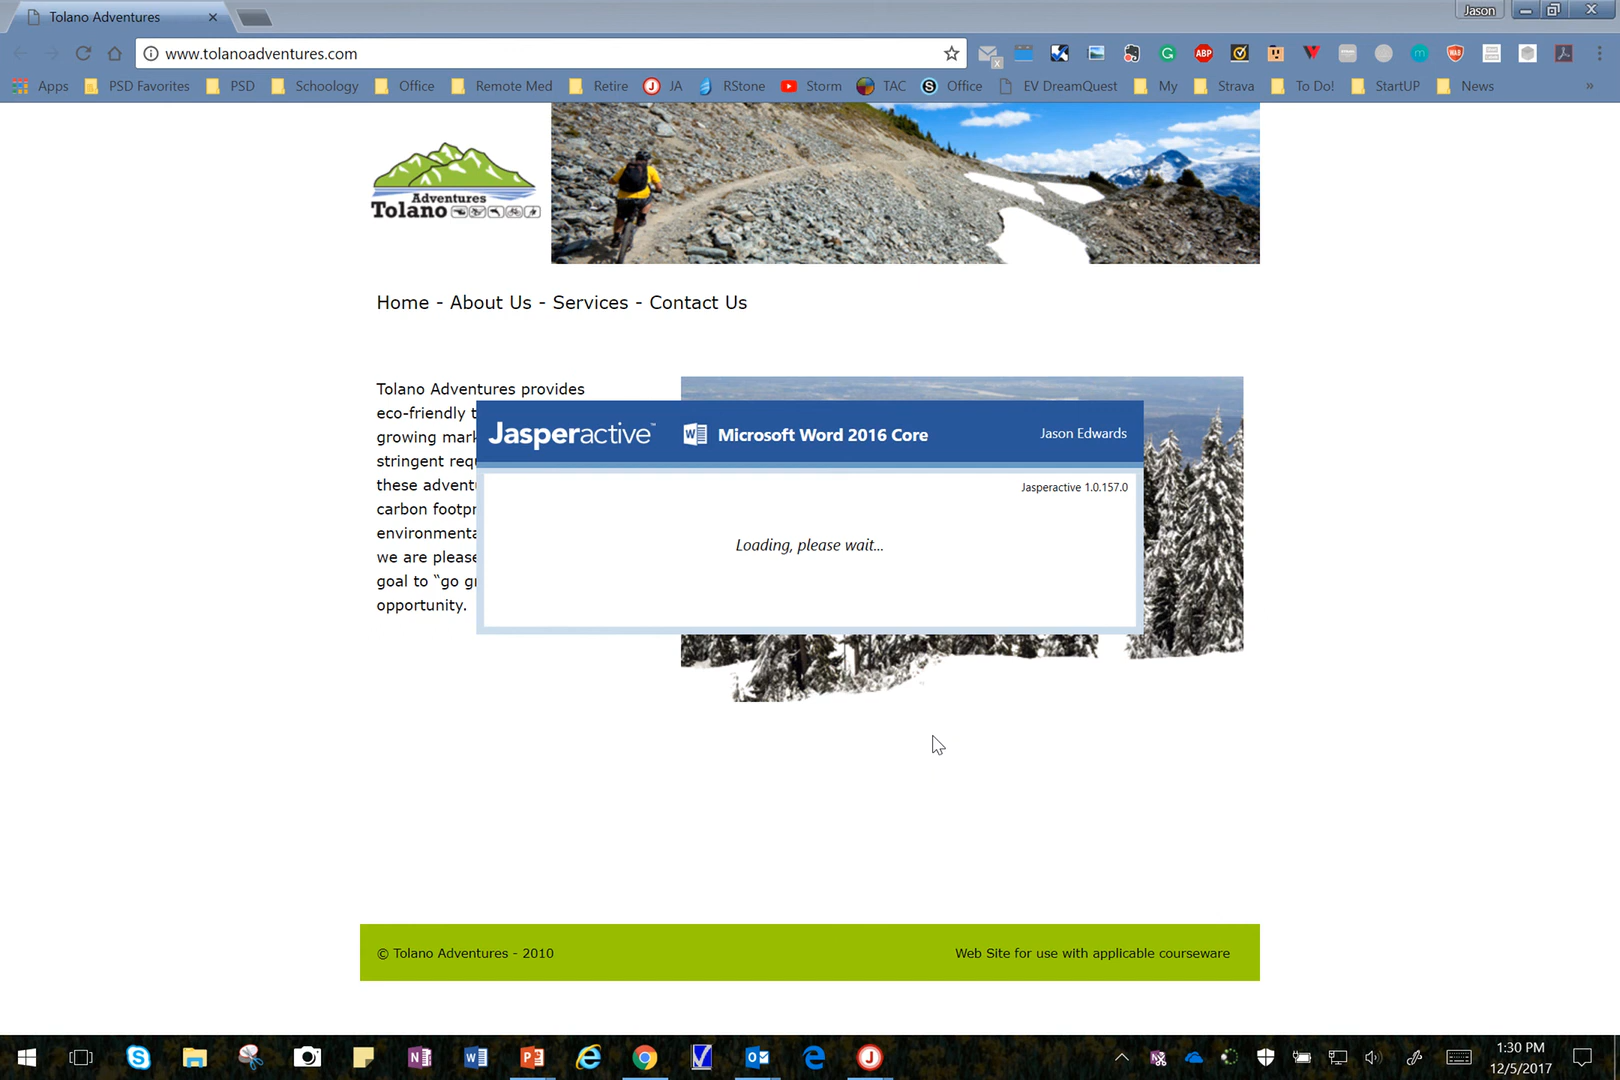 Tolano Adventures
Jason
www.tolanoadventures.com
Apps PSD Favorites PSD Schoology Office Remote Med Retire JA RStone Storm TAC Office EV DreamQuest My Strava To Do! StartUP News »
Adventures
Tolano
Home - About Us - Services - Contact Us
Tolano Adventures provides
eco-friendly
growing mar
stringent req
these advent
carbon footpr
environmenta
we are please
goal to “go gr
opportunity.
Jasperactive™ Microsoft Word 2016 Core Jason Edwards
Jasperactive 1.0.157.0
Loading, please wait...
© Tolano Adventures - 2010 Web Site for use with applicable courseware
1:30 PM
12/5/2017